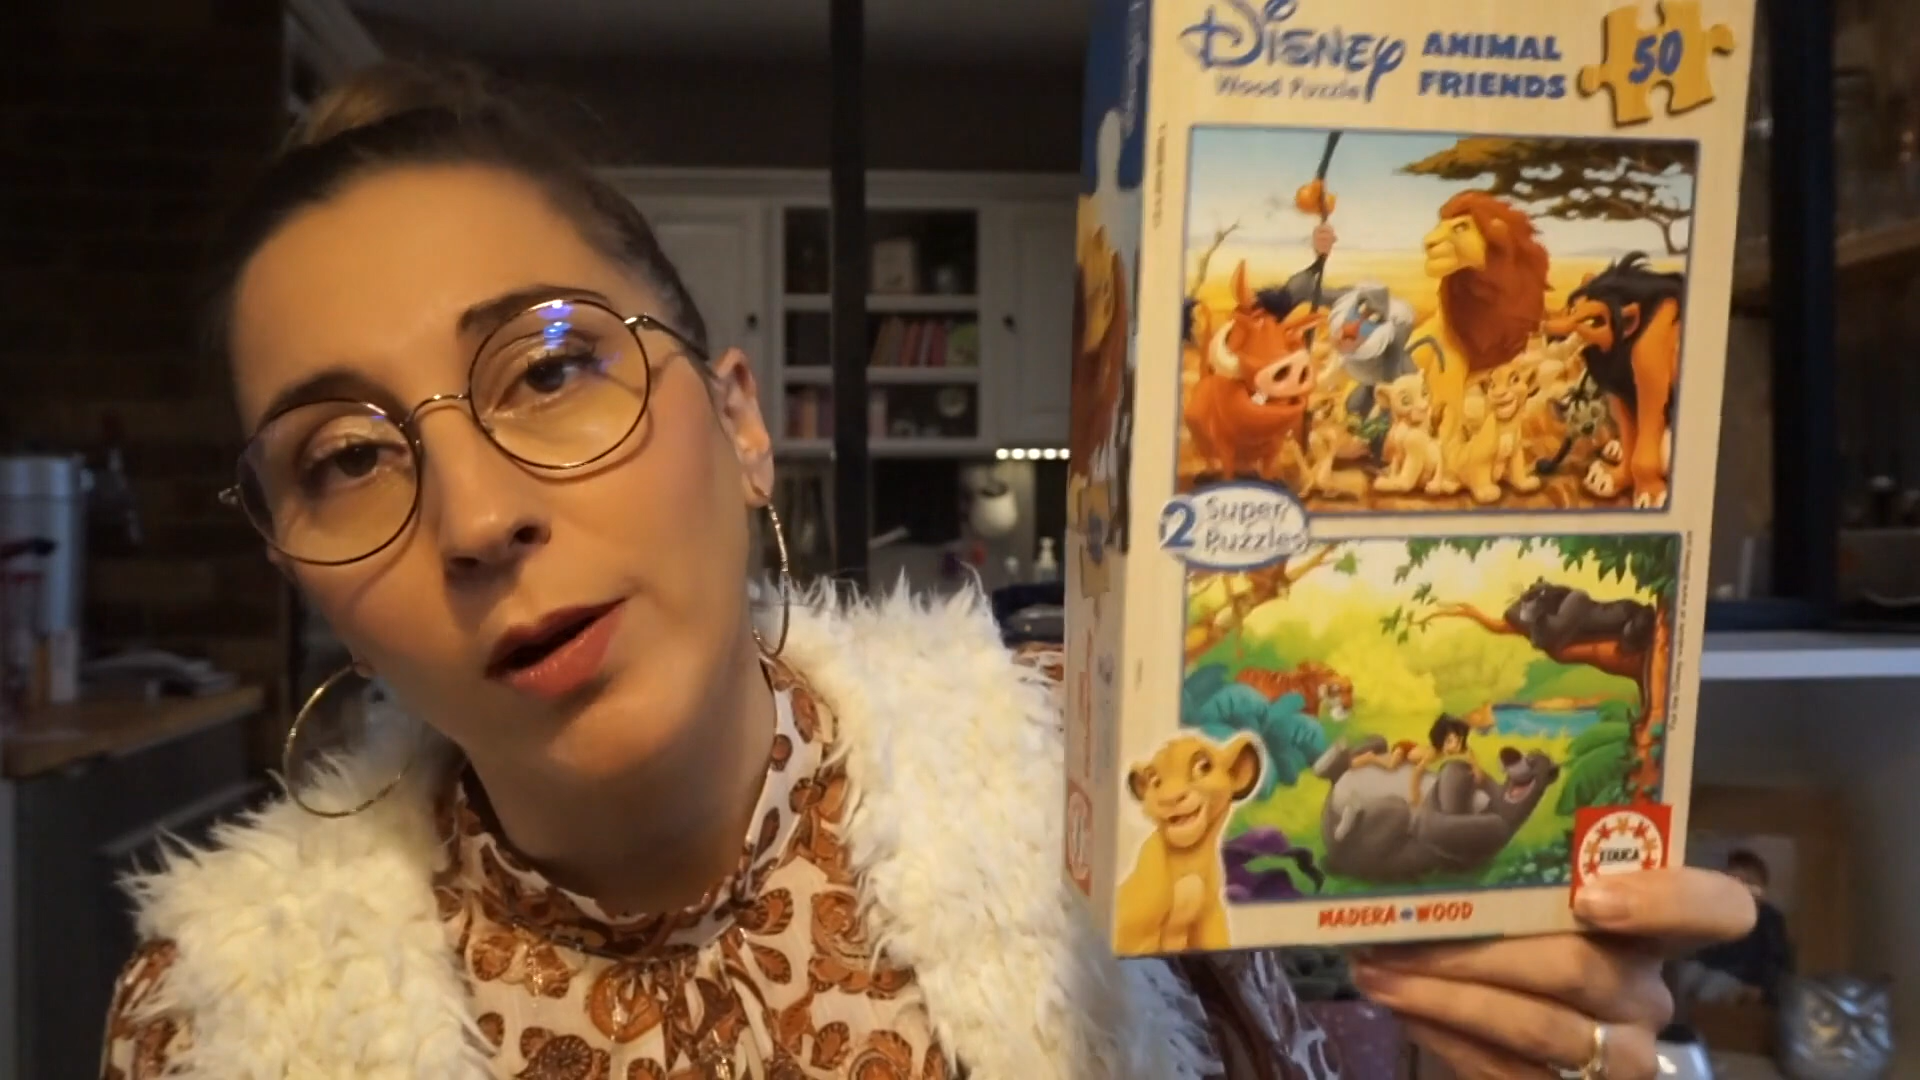 Disney
Wood Puzzle
ANIMAL
FRIENDS
50
2 Super
Puzzles
EDUCA
MADERA - WOOD